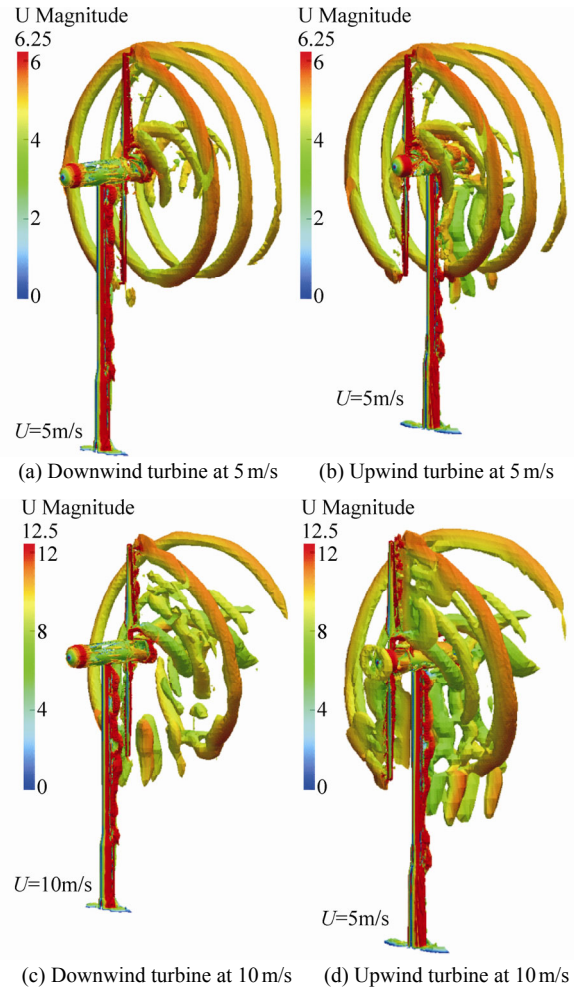 U Magnitude
6.25
6
4
2
0
U=5m/s
(a) Downwind turbine at 5 m/s
U Magnitude
6.25
6
4
2
0
U=5m/s
(b) Upwind turbine at 5 m/s
U Magnitude
12.5
12
8
4
0
U=10m/s
(c) Downwind turbine at 10 m/s
U Magnitude
12.5
12
8
4
0
U=5m/s
(d) Upwind turbine at 10 m/s